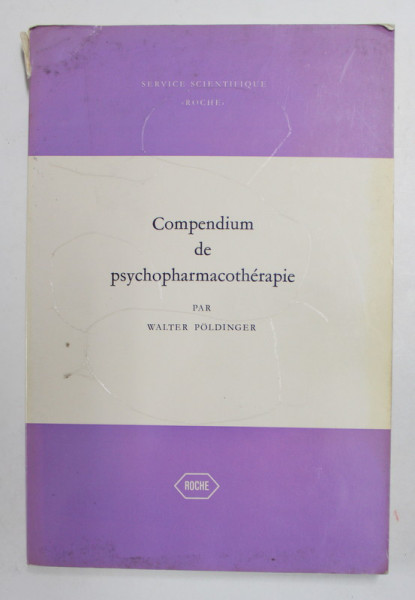 SERVICE SCIENTIFIQUE
‹ROCHE›
Compendium
de
psychopharmacothérapie
PAR
WALTER PÖLDINGER
ROCHE